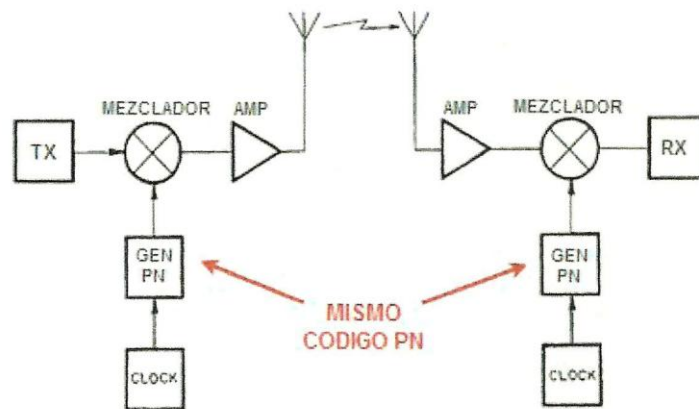 MEZCLADOR
AMP
TX
AMP
MEZCLADOR
RX
GEN
PN
GEN
PN
MISMO
CODIGO PN
CLOCK
CLOCK